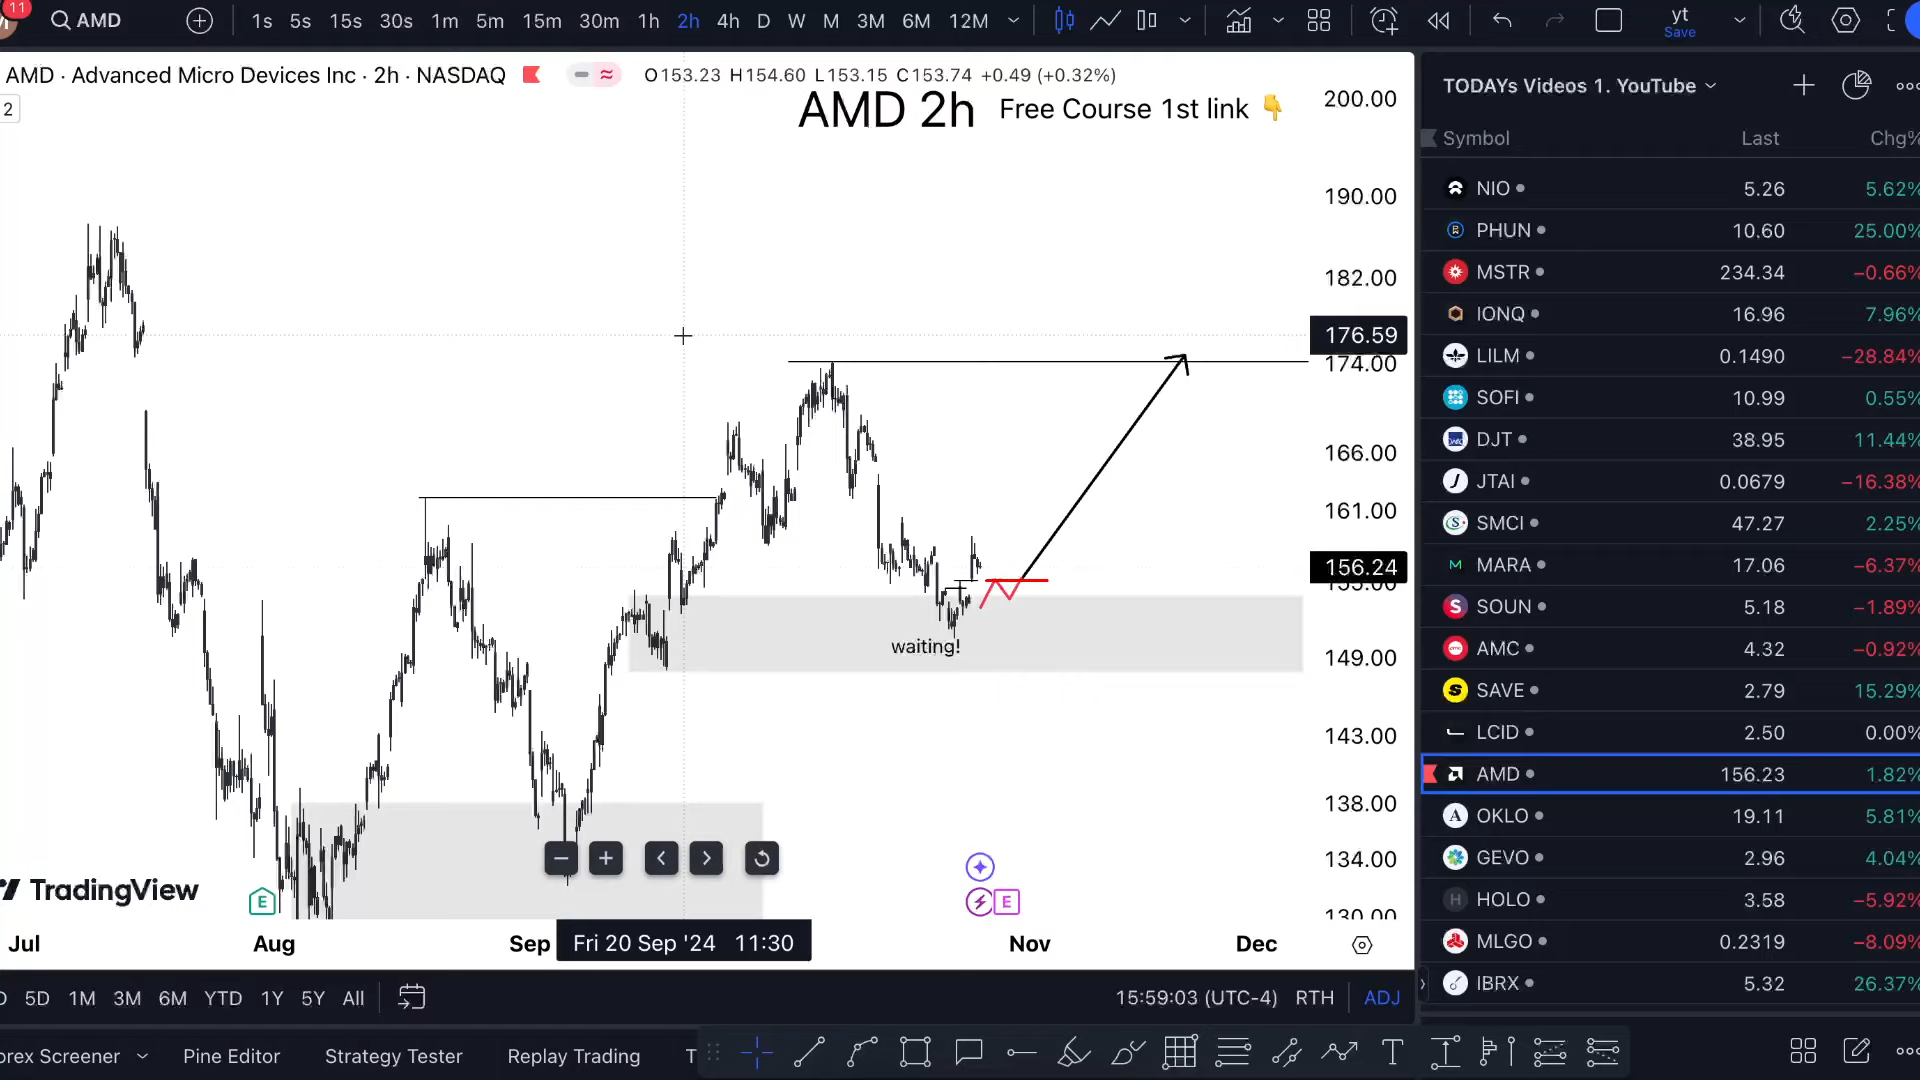 11
AMD
1s 5s 15s 30s 1m 5m 15m 30m 1h 2h 4h D W M 3M 6M 12M
yt
Save
AMD · Advanced Micro Devices Inc · 2h · NASDAQ
O153.23 H154.60 L153.15 C153.74 +0.49 (+0.32%)
2
AMD 2h
Free Course 1st link 👇
200.00
190.00
182.00
176.59
174.00
166.00
161.00
156.24
155.00
149.00
143.00
138.00
134.00
130.00
waiting!
TradingView
E
E
Jul
Aug
Sep
Fri 20 Sep '24 11:30
Nov
Dec
5D 1M 3M 6M YTD 1Y 5Y All
15:59:03 (UTC-4) RTH ADJ
orex Screener
Pine Editor
Strategy Tester
Replay Trading
T
TODAYs Videos 1. YouTube
Symbol Last Chg%
NIO 5.26 5.62%
PHUN 10.60 25.00%
MSTR 234.34 −0.66%
IONQ 16.96 7.96%
LILM 0.1490 −28.84%
SOFI 10.99 0.55%
DJT 38.95 11.44%
JTAI 0.0679 −16.38%
SMCI 47.27 2.25%
MARA 17.06 −6.37%
SOUN 5.18 −1.89%
AMC 4.32 −0.92%
SAVE 2.79 15.29%
LCID 2.50 0.00%
AMD 156.23 1.82%
OKLO 19.11 5.81%
GEVO 2.96 4.04%
HOLO 3.58 −5.92%
MLGO 0.2319 −8.09%
IBRX 5.32 26.37%